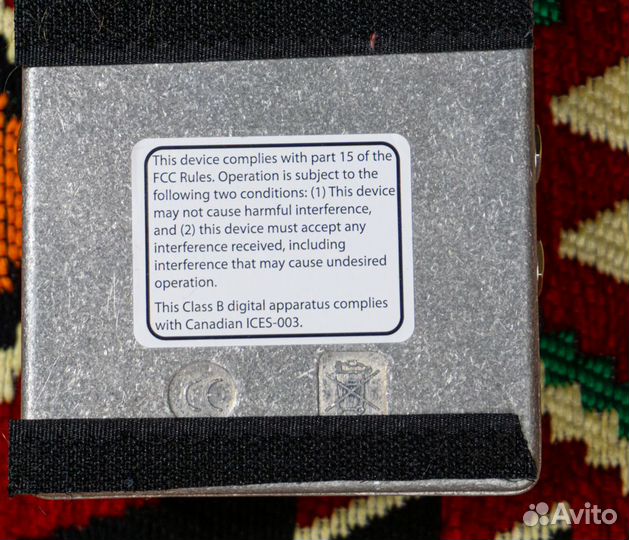 This device complies with part 15 of the
FCC Rules. Operation is subject to the
following two conditions: (1) This device
may not cause harmful interference,
and (2) this device must accept any
interference received, including
interference that may cause undesired
operation.
This Class B digital apparatus complies
with Canadian ICES-003.
CE
Avito